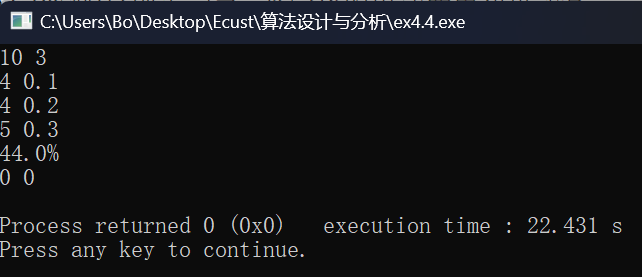 C:\Users\Bo\Desktop\Ecust\算法设计与分析\ex4.4.exe
10 3
4 0.1
4 0.2
5 0.3
44.0%
0 0
Process returned 0 (0x0)   execution time : 22.431 s
Press any key to continue.